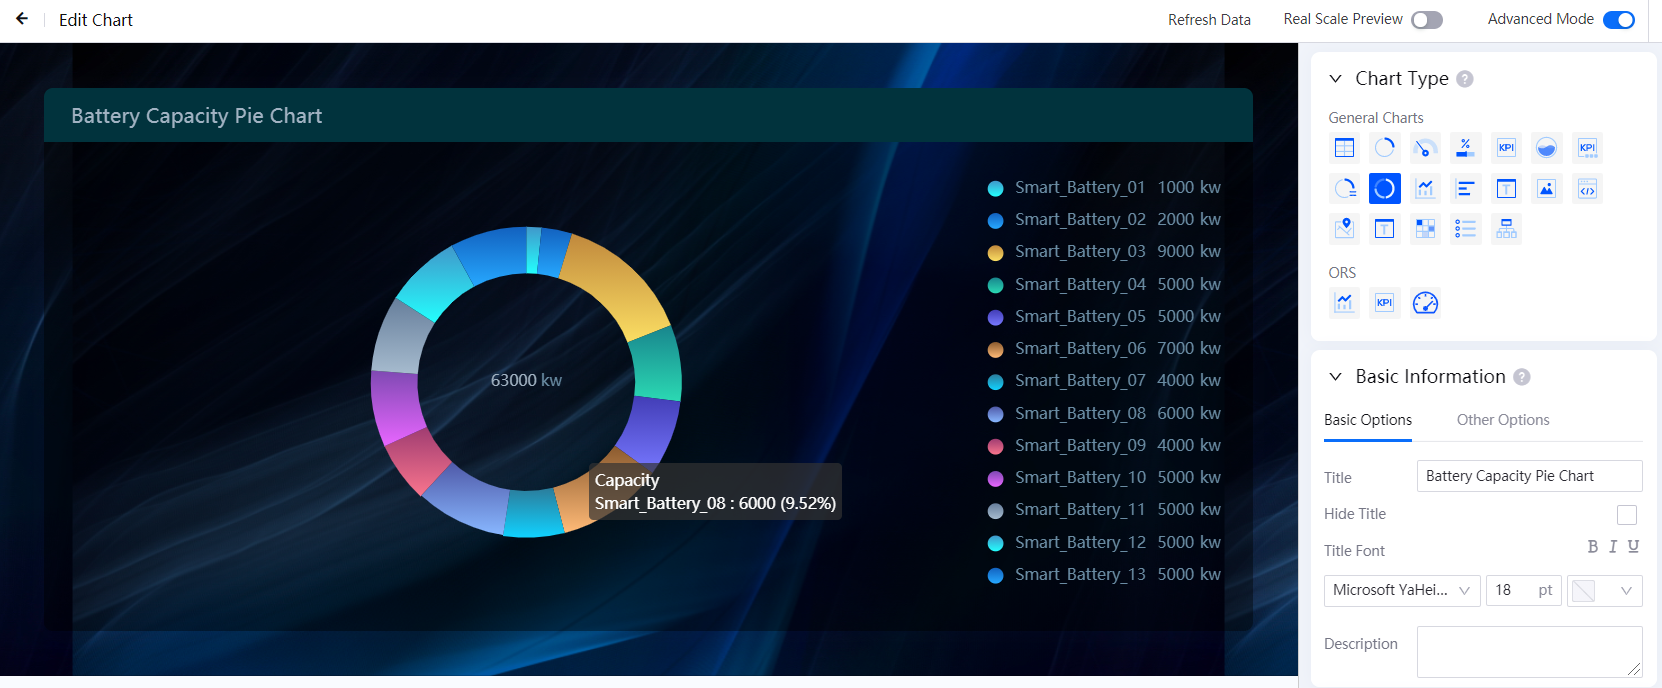 Edit Chart
Refresh Data
Real Scale Preview
Advanced Mode
Battery Capacity Pie Chart
Smart_Battery_01 1000 kw
Smart_Battery_02 2000 kw
Smart_Battery_03 9000 kw
Smart_Battery_04 5000 kw
Smart_Battery_05 5000 kw
Smart_Battery_06 7000 kw
Smart_Battery_07 4000 kw
Smart_Battery_08 6000 kw
Smart_Battery_09 4000 kw
Smart_Battery_10 5000 kw
Smart_Battery_11 5000 kw
Smart_Battery_12 5000 kw
Smart_Battery_13 5000 kw
63000 kw
Capacity
Smart_Battery_08 : 6000 (9.52%)
Chart Type ?
General Charts
%
KPI
KPI
T
</>
T
ORS
KPI
Basic Information ?
Basic Options
Other Options
Title
Battery Capacity Pie Chart
Hide Title
Title Font
B I U
Microsoft YaHei...
18 pt
Description